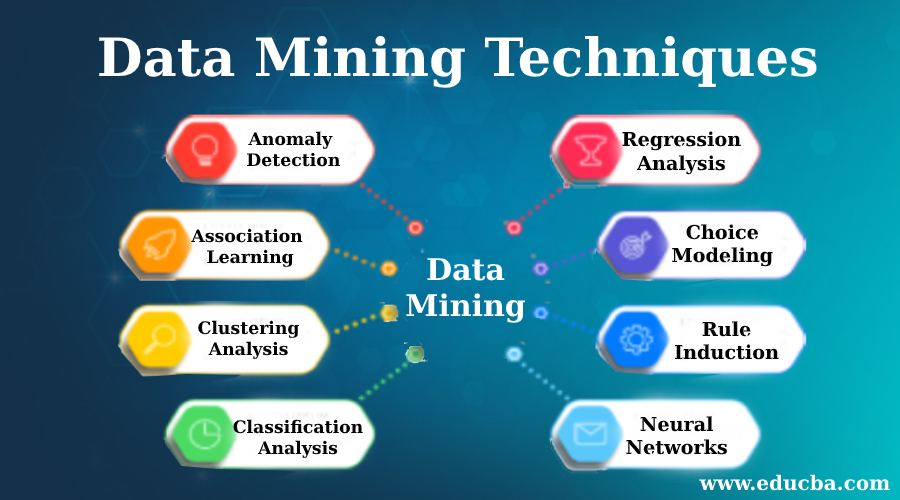 Data Mining Techniques
Anomaly
Detection
Association
Learning
Clustering
Analysis
Classification
Analysis
Data
Mining
Regression
Analysis
Choice
Modeling
Rule
Induction
Neural
Networks
www.educba.com